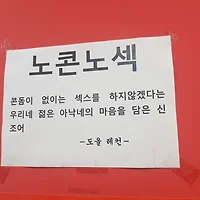 노콘노섹
콘돔이 없이는 섹스를 하지않겠다는
우리네 젊은 아낙네의 마음을 담은 신
조어
-도올 레컨-